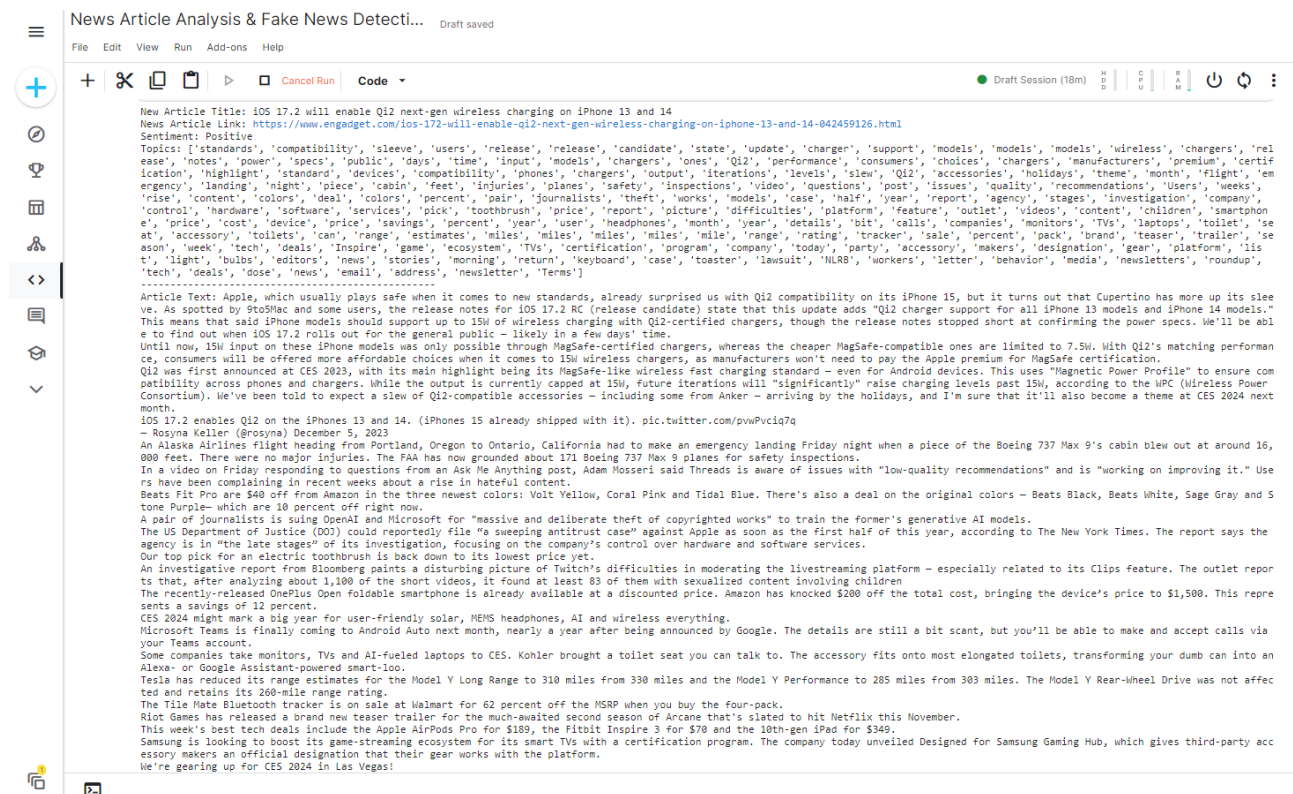 News Article Analysis & Fake News Detecti... Draft saved
File Edit View Run Add-ons Help
Cancel Run Code Draft Session (18m) HDD CPU RAM
New Article Title: iOS 17.2 will enable Qi2 next-gen wireless charging on iPhone 13 and 14
News Article Link: https://www.engadget.com/ios-172-will-enable-qi2-next-gen-wireless-charging-on-iphone-13-and-14-042459126.html
Sentiment: Positive
Topics: ['standards', 'compatibility', 'sleeve', 'users', 'release', 'release', 'candidate', 'state', 'update', 'charger', 'support', 'models', 'models', 'models', 'wireless', 'chargers', 'rel
ease', 'notes', 'power', 'specs', 'public', 'days', 'time', 'input', 'models', 'chargers', 'ones', 'Qi2', 'performance', 'consumers', 'choices', 'chargers', 'manufacturers', 'premium', 'certif
ication', 'highlight', 'standard', 'devices', 'compatibility', 'phones', 'chargers', 'output', 'iterations', 'levels', 'slew', 'Qi2', 'accessories', 'holidays', 'theme', 'month', 'flight', 'em
ergency', 'landing', 'night', 'piece', 'cabin', 'feet', 'injuries', 'planes', 'safety', 'inspections', 'video', 'questions', 'post', 'issues', 'quality', 'recommendations', 'Users', 'weeks',
'rise', 'content', 'colors', 'deal', 'colors', 'percent', 'pair', 'journalists', 'theft', 'works', 'models', 'case', 'half', 'year', 'report', 'agency', 'stages', 'investigation', 'company',
'control', 'hardware', 'software', 'services', 'pick', 'toothbrush', 'price', 'report', 'picture', 'difficulties', 'platform', 'feature', 'outlet', 'videos', 'content', 'children', 'smartphon
e', 'price', 'cost', 'device', 'price', 'savings', 'percent', 'year', 'user', 'headphones', 'month', 'year', 'details', 'bit', 'calls', 'companies', 'monitors', 'TVs', 'laptops', 'toilet', 'se
at', 'accessory', 'toilets', 'can', 'range', 'estimates', 'miles', 'miles', 'miles', 'miles', 'mile', 'range', 'rating', 'tracker', 'sale', 'percent', 'pack', 'brand', 'teaser', 'trailer', 'se
ason', 'week', 'tech', 'deals', 'Inspire', 'game', 'ecosystem', 'TVs', 'certification', 'program', 'company', 'today', 'party', 'accessory', 'makers', 'designation', 'gear', 'platform', 'lis
t', 'light', 'bulbs', 'editors', 'news', 'stories', 'morning', 'return', 'keyboard', 'case', 'toaster', 'lawsuit', 'NLRB', 'workers', 'letter', 'behavior', 'media', 'newsletters', 'roundup',
'tech', 'deals', 'dose', 'news', 'email', 'address', 'newsletter', 'Terms']
--------------------------------------------------
Article Text: Apple, which usually plays safe when it comes to new standards, already surprised us with Qi2 compatibility on its iPhone 15, but it turns out that Cupertino has more up its slee
ve. As spotted by 9to5Mac and some users, the release notes for iOS 17.2 RC (release candidate) state that this update adds "Qi2 charger support for all iPhone 13 models and iPhone 14 models."
This means that said iPhone models should support up to 15W of wireless charging with Qi2-certified chargers, though the release notes stopped short at confirming the power specs. We'll be abl
e to find out when iOS 17.2 rolls out for the general public — likely in a few days' time.
Until now, 15W input on these iPhone models was only possible through MagSafe-certified chargers, whereas the cheaper MagSafe-compatible ones are limited to 7.5W. With Qi2's matching performan
ce, consumers will be offered more affordable choices when it comes to 15W wireless chargers, as manufacturers won't need to pay the Apple premium for MagSafe certification.
Qi2 was first announced at CES 2023, with its main highlight being its MagSafe-like wireless fast charging standard — even for Android devices. This uses "Magnetic Power Profile" to ensure com
patibility across phones and chargers. While the output is currently capped at 15W, future iterations will "significantly" raise charging levels past 15W, according to the WPC (Wireless Power
Consortium). We've been told to expect a slew of Qi2-compatible accessories — including some from Anker — arriving by the holidays, and I'm sure that it'll also become a theme at CES 2024 next
month.
iOS 17.2 enables Qi2 on the iPhones 13 and 14. (iPhones 15 already shipped with it). pic.twitter.com/pvwPvciq7q
— Rosyna Keller (@rosyna) December 5, 2023
An Alaska Airlines flight heading from Portland, Oregon to Ontario, California had to make an emergency landing Friday night when a piece of the Boeing 737 Max 9's cabin blew out at around 16,
000 feet. There were no major injuries. The FAA has now grounded about 171 Boeing 737 Max 9 planes for safety inspections.
In a video on Friday responding to questions from an Ask Me Anything post, Adam Mosseri said Threads is aware of issues with "low-quality recommendations" and is "working on improving it." Use
rs have been complaining in recent weeks about a rise in hateful content.
Beats Fit Pro are $40 off from Amazon in the three newest colors: Volt Yellow, Coral Pink and Tidal Blue. There's also a deal on the original colors — Beats Black, Beats White, Sage Gray and S
tone Purple— which are 10 percent off right now.
A pair of journalists is suing OpenAI and Microsoft for "massive and deliberate theft of copyrighted works" to train the former's generative AI models.
The US Department of Justice (DOJ) could reportedly file “a sweeping antitrust case” against Apple as soon as the first half of this year, according to The New York Times. The report says the
agency is in “the late stages” of its investigation, focusing on the company’s control over hardware and software services.
Our top pick for an electric toothbrush is back down to its lowest price yet.
An investigative report from Bloomberg paints a disturbing picture of Twitch’s difficulties in moderating the livestreaming platform — especially related to its Clips feature. The outlet repor
ts that, after analyzing about 1,100 of the short videos, it found at least 83 of them with sexualized content involving children
The recently-released OnePlus Open foldable smartphone is already available at a discounted price. Amazon has knocked $200 off the total cost, bringing the device’s price to $1,500. This repre
sents a savings of 12 percent.
CES 2024 might mark a big year for user-friendly solar, MEMS headphones, AI and wireless everything.
Microsoft Teams is finally coming to Android Auto next month, nearly a year after being announced by Google. The details are still a bit scant, but you’ll be able to make and accept calls via
your Teams account.
Some companies take monitors, TVs and AI-fueled laptops to CES. Kohler brought a toilet seat you can talk to. The accessory fits onto most elongated toilets, transforming your dumb can into an
Alexa- or Google Assistant-powered smart-loo.
Tesla has reduced its range estimates for the Model Y Long Range to 310 miles from 330 miles and the Model Y Performance to 285 miles from 303 miles. The Model Y Rear-Wheel Drive was not affec
ted and retains its 260-mile range rating.
The Tile Mate Bluetooth tracker is on sale at Walmart for 62 percent off the MSRP when you buy the four-pack.
Riot Games has released a brand new teaser trailer for the much-awaited second season of Arcane that's slated to hit Netflix this November.
This week's best tech deals include the Apple AirPods Pro for $189, the Fitbit Inspire 3 for $70 and the 10th-gen iPad for $349.
Samsung is looking to boost its game-streaming ecosystem for its smart TVs with a certification program. The company today unveiled Designed for Samsung Gaming Hub, which gives third-party acc
essory makers an official designation that their gear works with the platform.
We're gearing up for CES 2024 in Las Vegas!
1